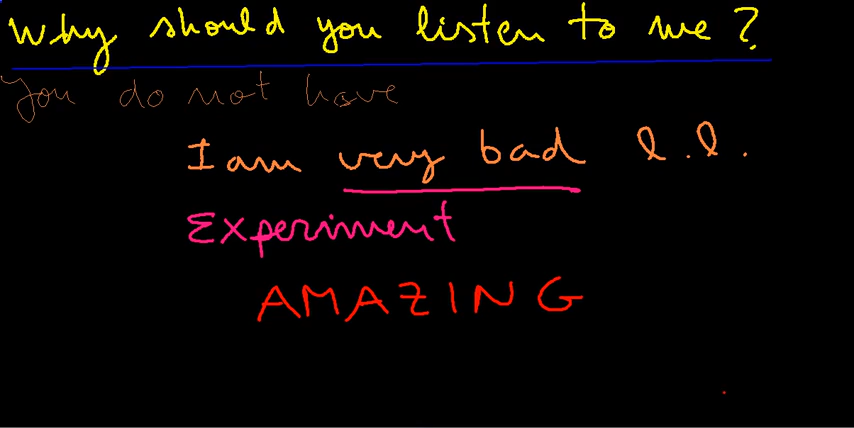 Why should you listen to me?
You do not have
I am very bad l.l.
Experiment
AMAZING